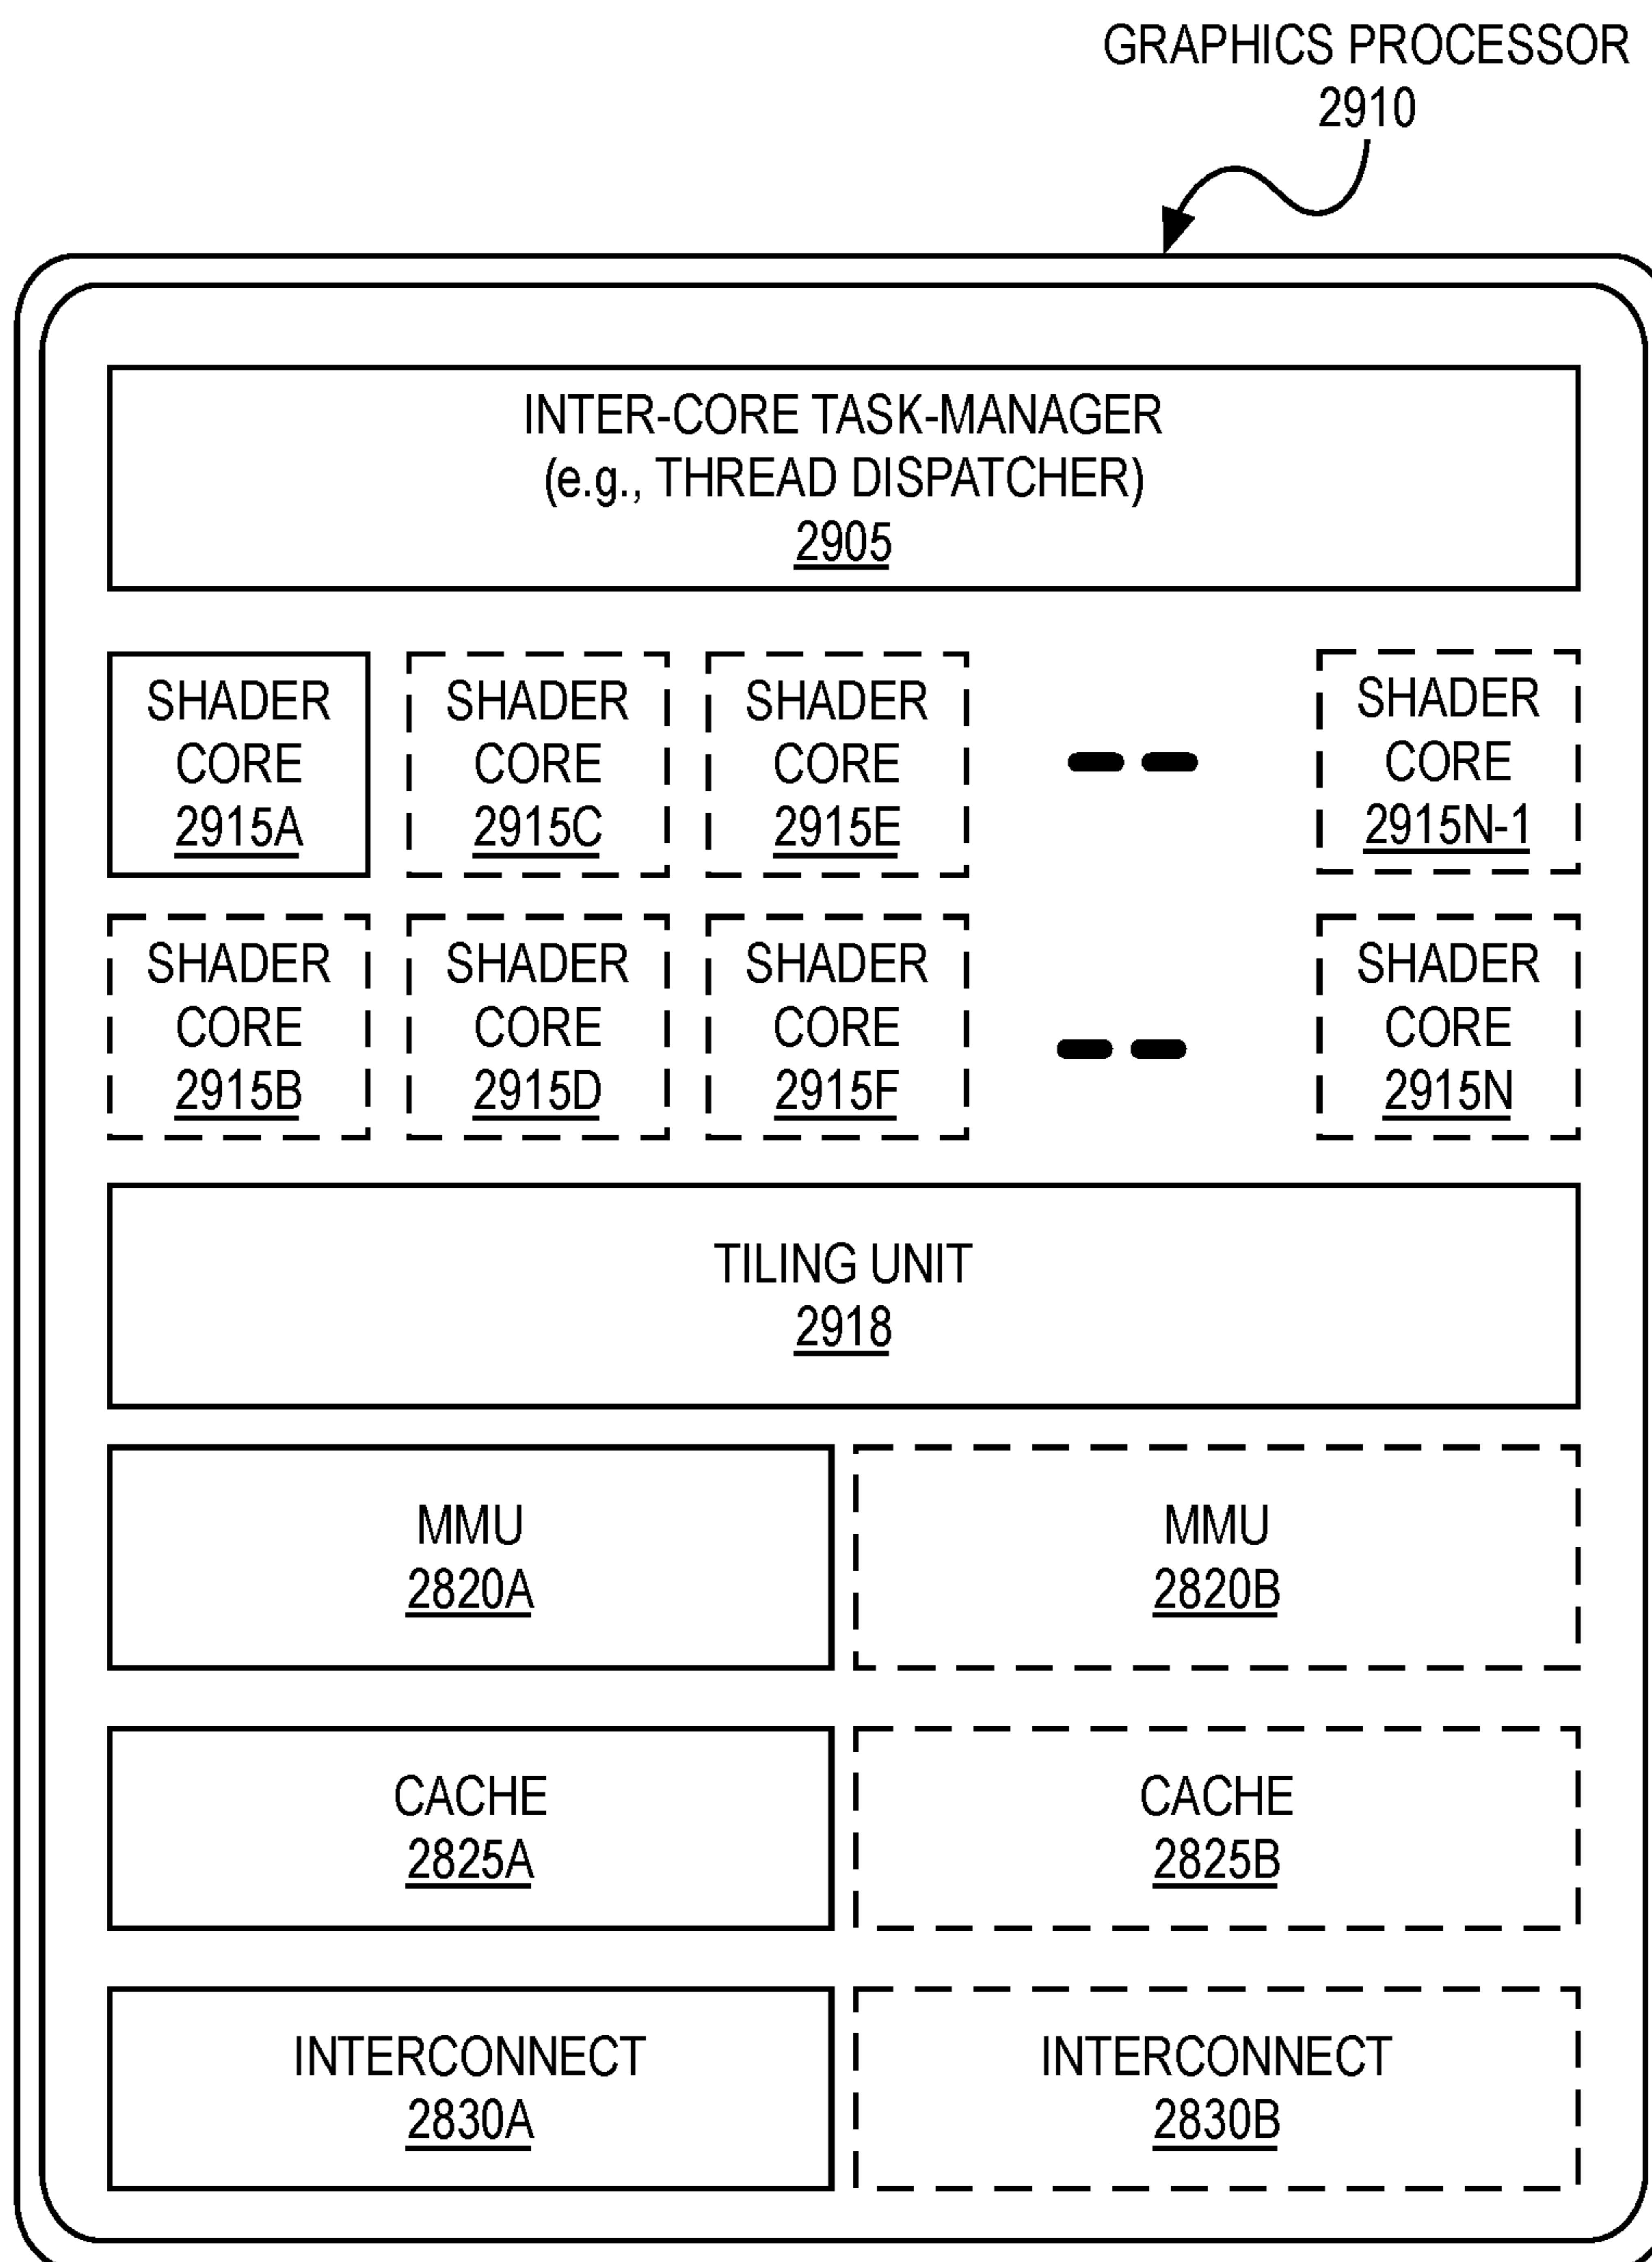 GRAPHICS PROCESSOR
2910
INTER-CORE TASK-MANAGER
(e.g., THREAD DISPATCHER)
2905
SHADER
CORE
2915A
SHADER
CORE
2915C
SHADER
CORE
2915E
SHADER
CORE
2915N-1
SHADER
CORE
2915B
SHADER
CORE
2915D
SHADER
CORE
2915F
SHADER
CORE
2915N
TILING UNIT
2918
MMU
2820A
MMU
2820B
CACHE
2825A
CACHE
2825B
INTERCONNECT
2830A
INTERCONNECT
2830B